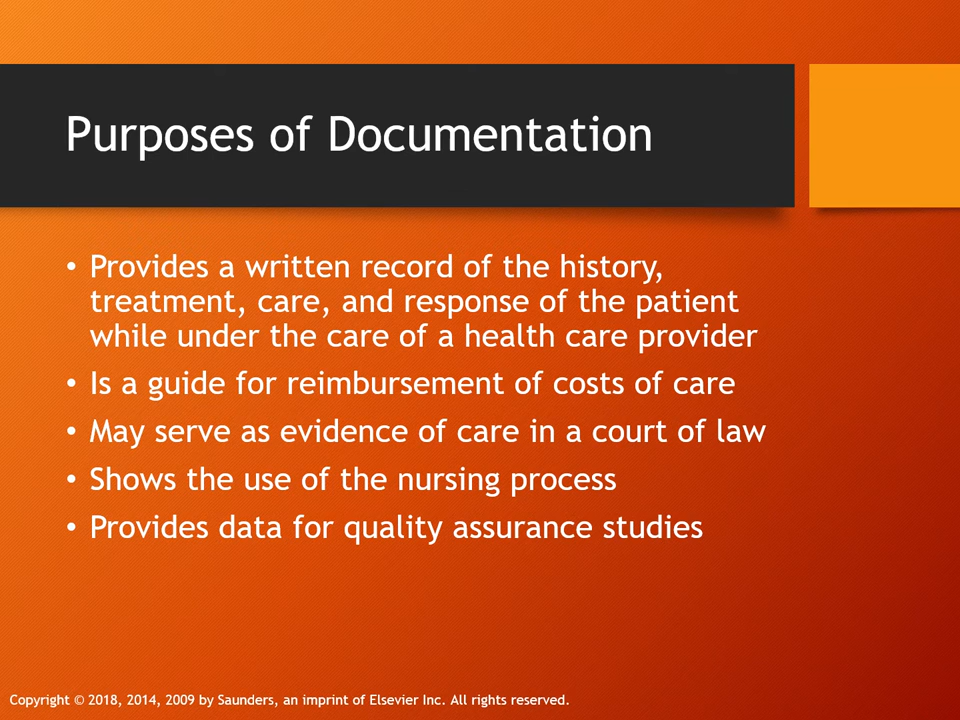 Purposes of Documentation
• Provides a written record of the history,
treatment, care, and response of the patient
while under the care of a health care provider
• Is a guide for reimbursement of costs of care
• May serve as evidence of care in a court of law
• Shows the use of the nursing process
• Provides data for quality assurance studies
Copyright © 2018, 2014, 2009 by Saunders, an imprint of Elsevier Inc. All rights reserved.